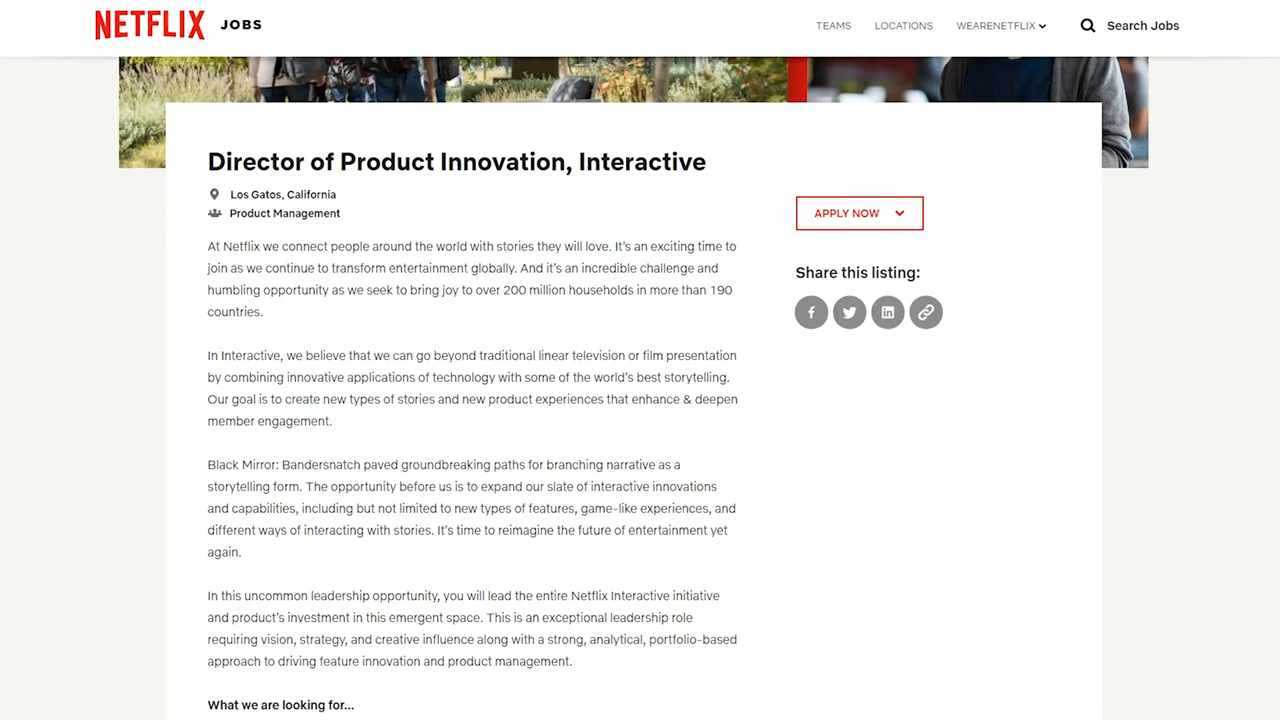 NETFLIX JOBS
TEAMS LOCATIONS WEARENETFLIX Search Jobs
Director of Product Innovation, Interactive
Los Gatos, California
Product Management
APPLY NOW
At Netflix we connect people around the world with stories they will love. It's an exciting time to
join as we continue to transform entertainment globally. And it's an incredible challenge and
humbling opportunity as we seek to bring joy to over 200 million households in more than 190
countries.
Share this listing:
In Interactive, we believe that we can go beyond traditional linear television or film presentation
by combining innovative applications of technology with some of the world's best storytelling.
Our goal is to create new types of stories and new product experiences that enhance & deepen
member engagement.
Black Mirror: Bandersnatch paved groundbreaking paths for branching narrative as a
storytelling form. The opportunity before us is to expand our slate of interactive innovations
and capabilities, including but not limited to new types of features, game-like experiences, and
different ways of interacting with stories. It's time to reimagine the future of entertainment yet
again.
In this uncommon leadership opportunity, you will lead the entire Netflix Interactive initiative
and product's investment in this emergent space. This is an exceptional leadership role
requiring vision, strategy, and creative influence along with a strong, analytical, portfolio-based
approach to driving feature innovation and product management.
What we are looking for...